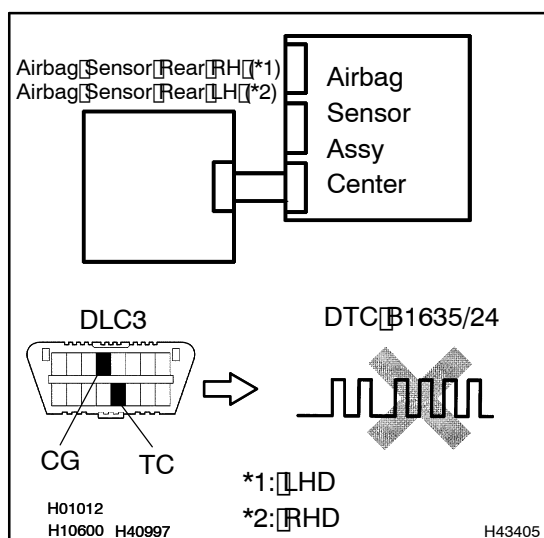 Airbag Sensor Rear RH (*1)
Airbag Sensor Rear LH (*2)
Airbag
Sensor
Assy
Center
DLC3
DTC B1635/24
CG
TC
*1: LHD
*2: RHD
H01012
H10600 H40997
H43405